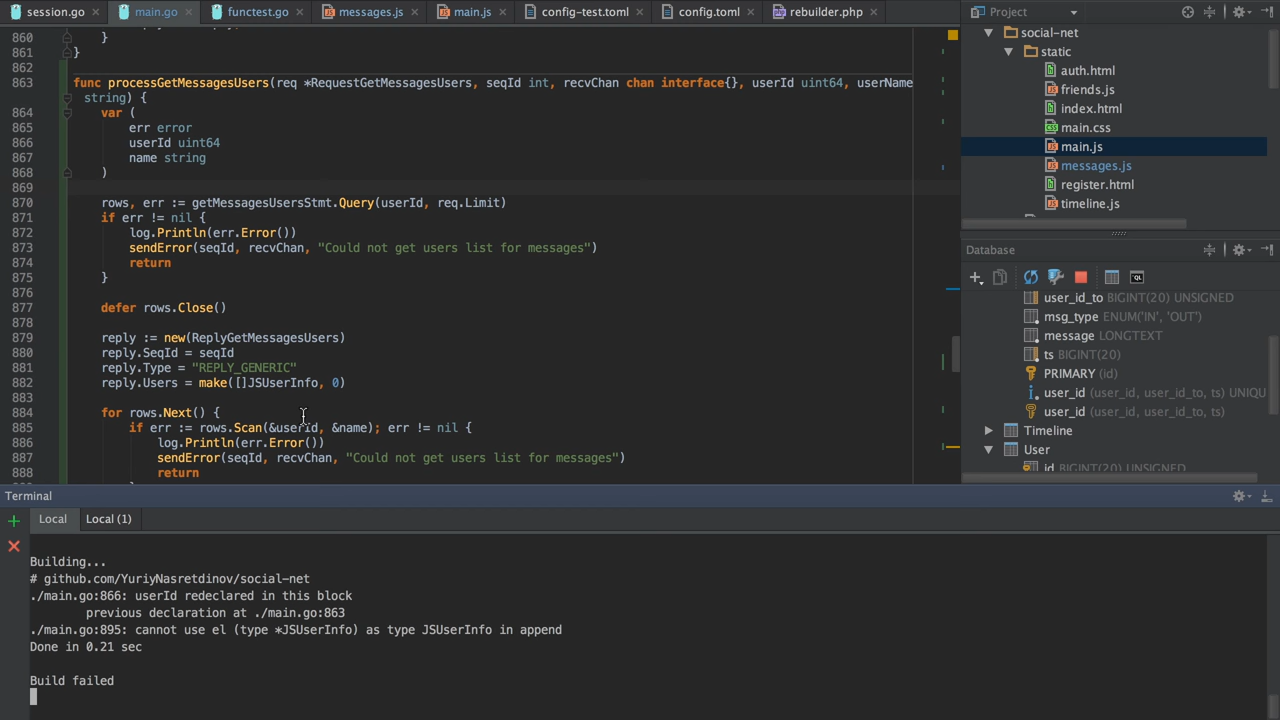 session.go
main.go
functest.go
messages.js
main.js
config-test.toml
config.toml
rebuilder.php
860 }
861 }
862
863 func processGetMessagesUsers(req *RequestGetMessagesUsers, seqId int, recvChan chan interface{}, userId uint64, userName
string) {
864 var (
865 err error
866 userId uint64
867 name string
868 )
869
870 rows, err := getMessagesUsersStmt.Query(userId, req.Limit)
871 if err != nil {
872 log.Println(err.Error())
873 sendError(seqId, recvChan, "Could not get users list for messages")
874 return
875 }
876
877 defer rows.Close()
878
879 reply := new(ReplyGetMessagesUsers)
880 reply.SeqId = seqId
881 reply.Type = "REPLY_GENERIC"
882 reply.Users = make([]JSUserInfo, 0)
883
884 for rows.Next() {
885 if err := rows.Scan(&userId, &name); err != nil {
886 log.Println(err.Error())
887 sendError(seqId, recvChan, "Could not get users list for messages")
888 return
Project
social-net
static
auth.html
friends.js
index.html
main.css
main.js
messages.js
register.html
timeline.js
Database
user_id_to BIGINT(20) UNSIGNED
msg_type ENUM('IN', 'OUT')
message LONGTEXT
ts BIGINT(20)
PRIMARY (id)
user_id (user_id, user_id_to, ts) UNIQU
user_id (user_id, user_id_to, ts)
Timeline
User
id BIGINT(20) UNSIGNED
Terminal
Local
Local (1)
Building...
# github.com/YuriyNasretdinov/social-net
./main.go:866: userId redeclared in this block
previous declaration at ./main.go:863
./main.go:895: cannot use el (type *JSUserInfo) as type JSUserInfo in append
Done in 0.21 sec
Build failed